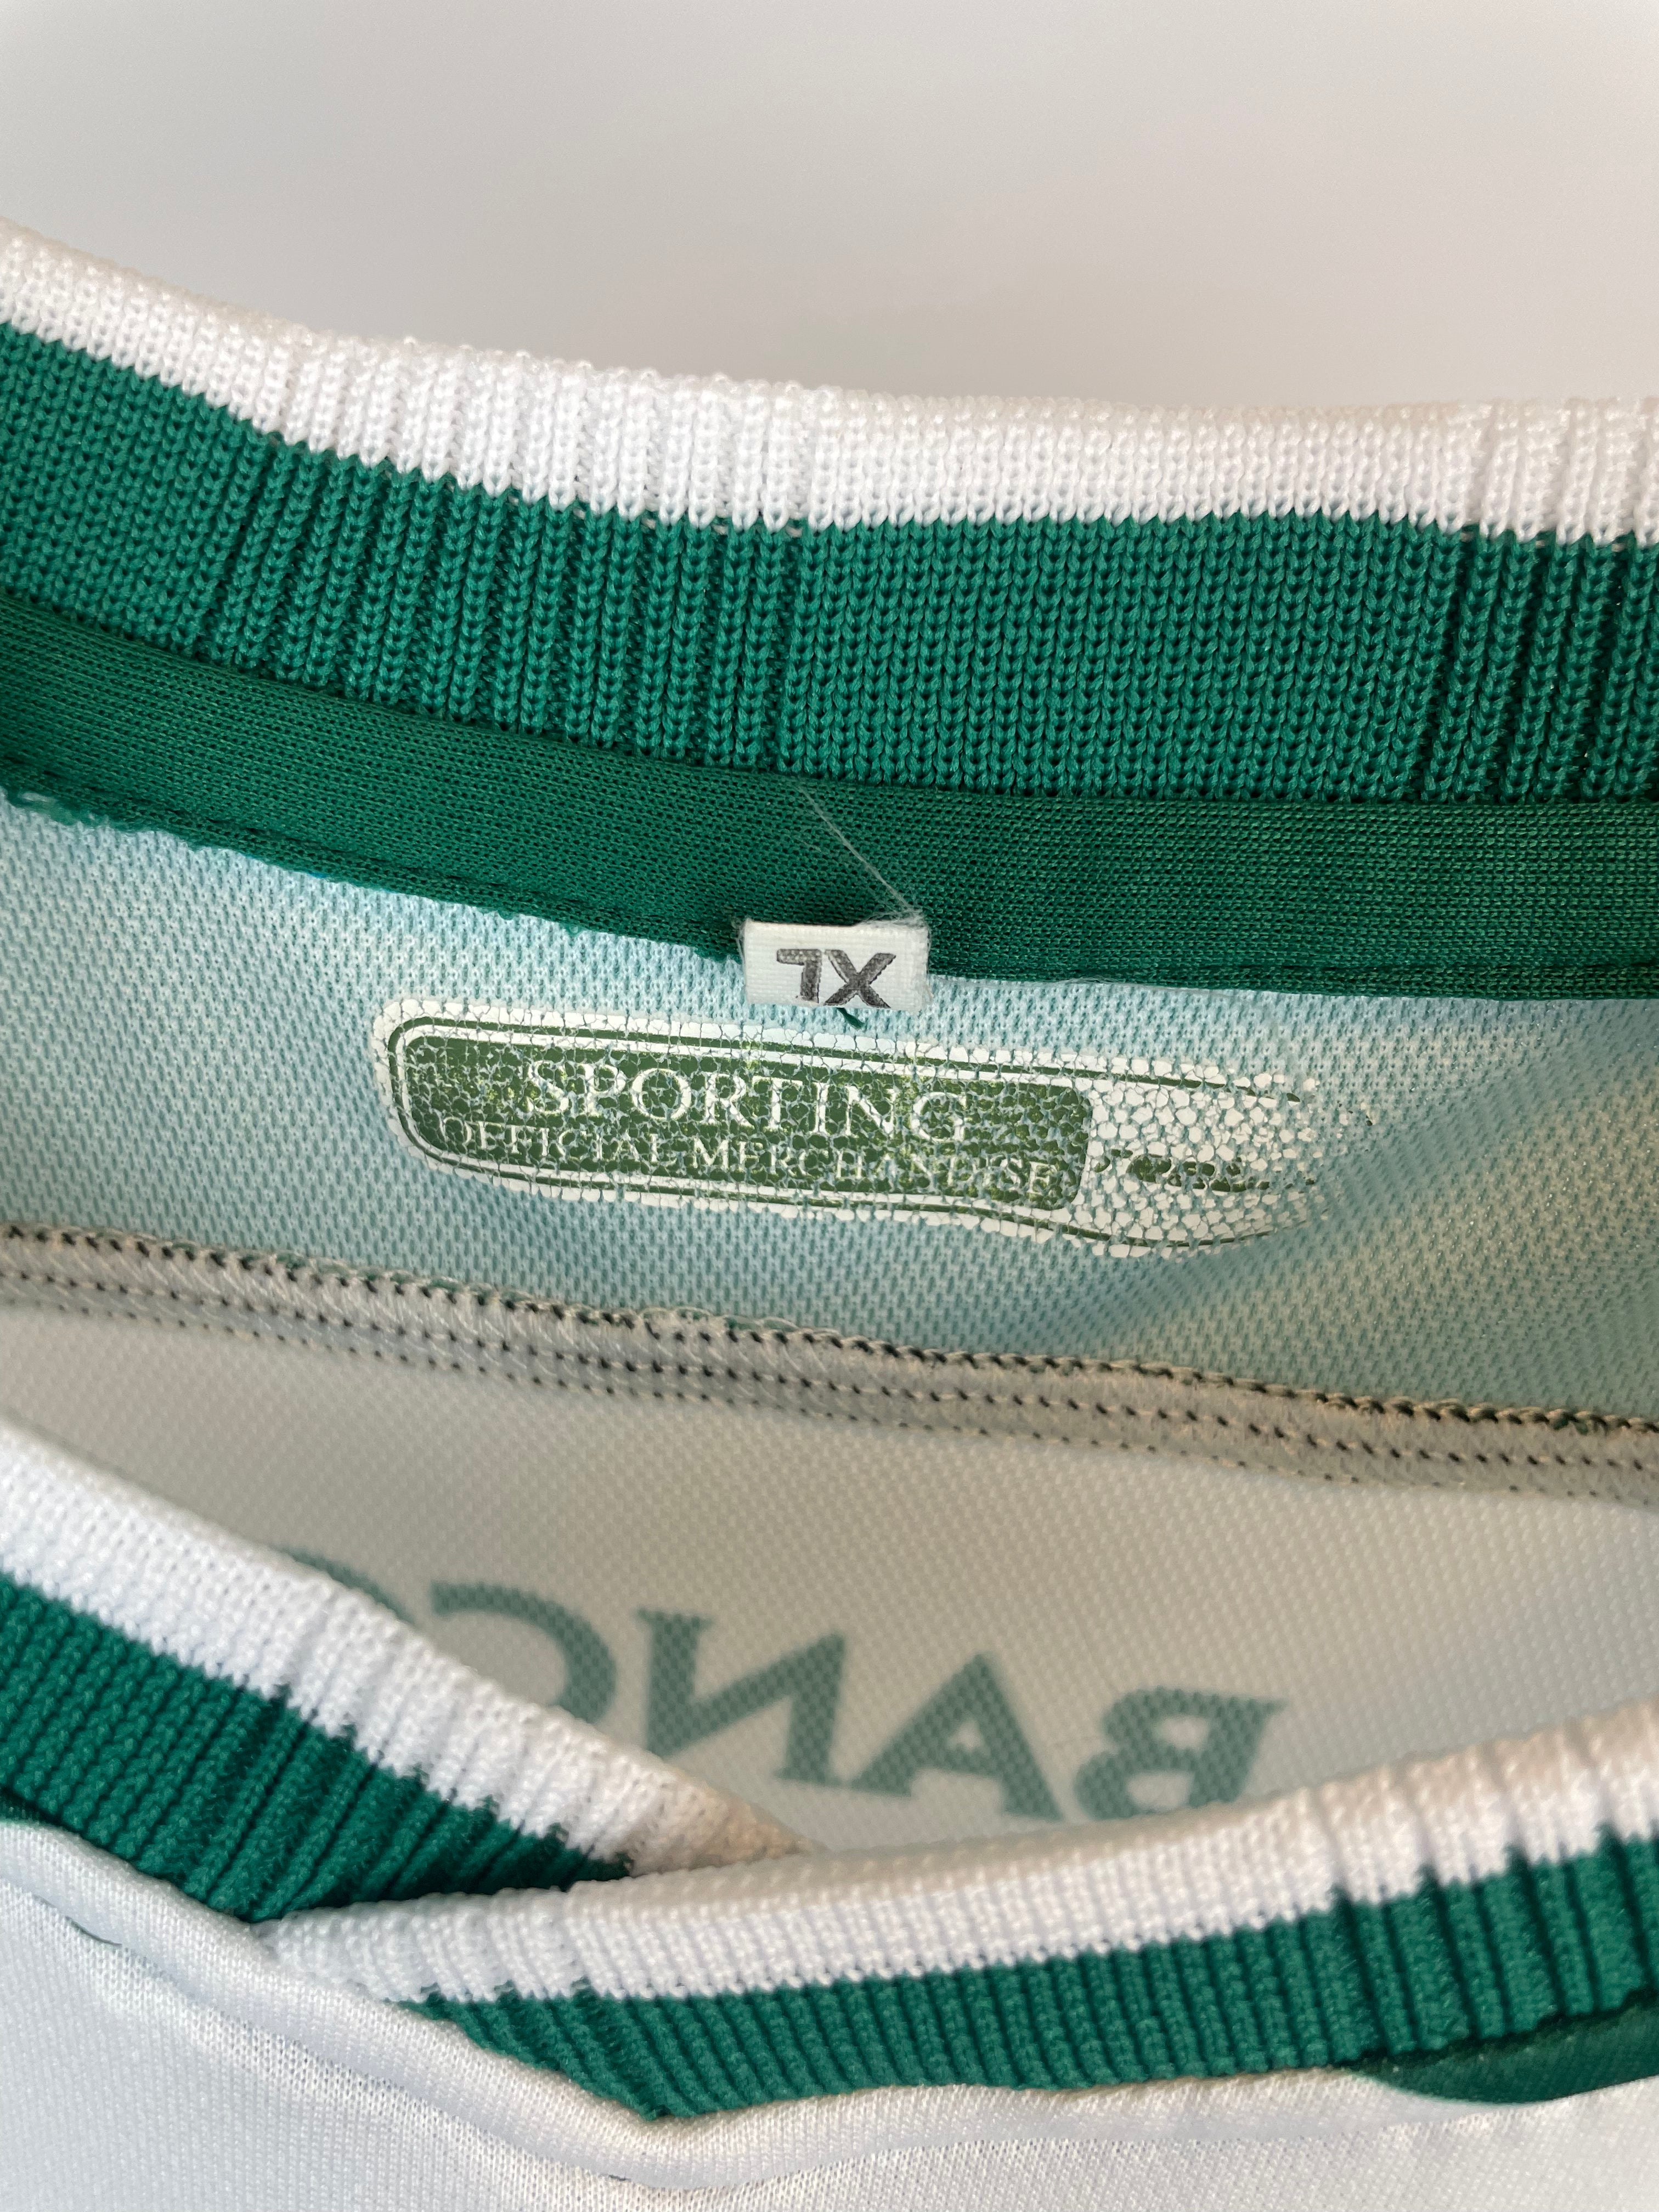 XL
SPORTING
OFFICIAL MERCHANDISE
BANC